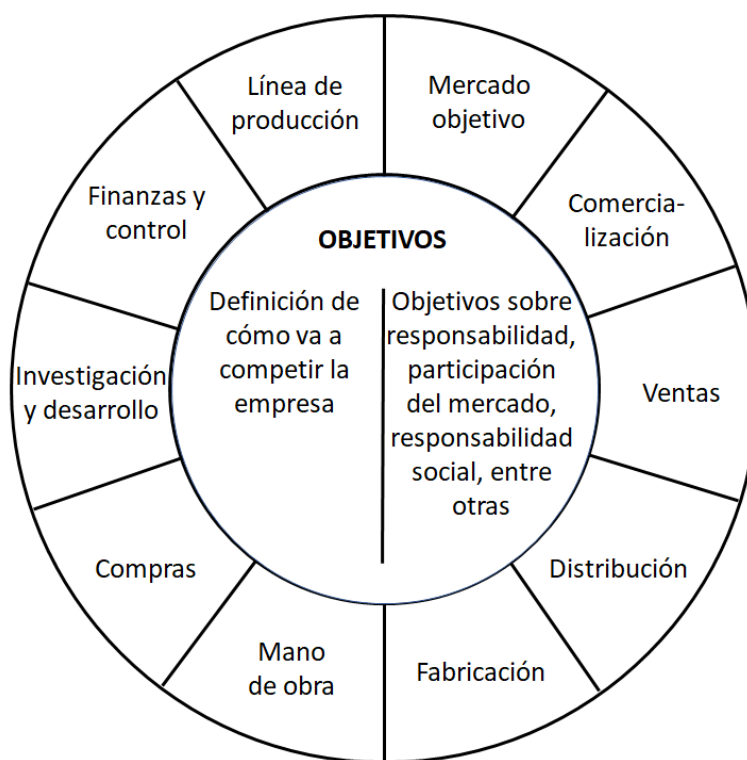 Línea de
producción
Mercado
objetivo
Comercia-
lización
Ventas
Distribución
Fabricación
Mano
de obra
Compras
Investigación
y desarrollo
Finanzas y
control
OBJETIVOS
Definición de
cómo va a
competir la
empresa
Objetivos sobre
responsabilidad,
participación
del mercado,
responsabilidad
social, entre
otras